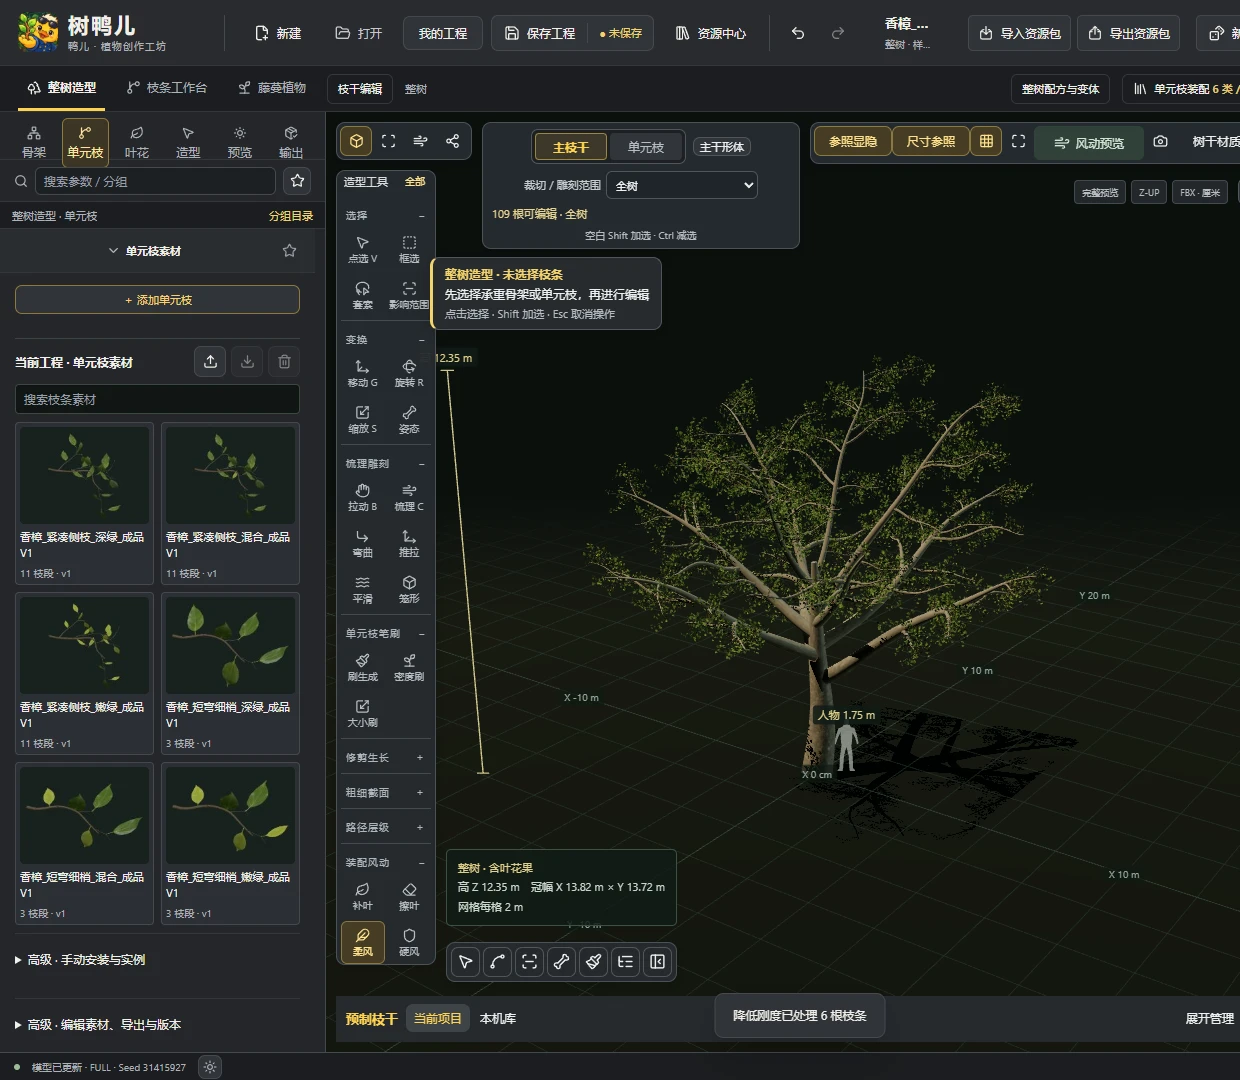 树鸭儿
鸭儿 · 植物创作工坊
新建
打开
我的工程
保存工程
● 未保存
资源中心
香樟_...
整树 · 样...
导入资源包
导出资源包
新
整树造型
枝条工作台
藤蔓植物
枝干编辑
整树
整树配方与变体
单元枝装配 6 类 /
骨架
单元枝
叶花
造型
预览
输出
搜索参数 / 分组
整树造型 · 单元枝
分组目录
单元枝素材
+ 添加单元枝
当前工程 · 单元枝素材
搜索枝条素材
香樟_紧凑侧枝_深绿_成品
V1
11 枝段 · v1
香樟_紧凑侧枝_混合_成品
V1
11 枝段 · v1
香樟_紧凑侧枝_嫩绿_成品
V1
11 枝段 · v1
香樟_短穹细梢_深绿_成品
V1
3 枝段 · v1
香樟_短穹细梢_混合_成品
V1
3 枝段 · v1
香樟_短穹细梢_嫩绿_成品
V1
3 枝段 · v1
▶ 高级 · 手动安装与实例
▶ 高级 · 编辑素材、导出与版本
模型已更新 · FULL · Seed 31415927
造型工具
全部
选择 −
点选 V
框选
套索
影响范围
变换 −
移动 G
旋转 R
缩放 S
姿态
梳理雕刻 −
拉动 B
梳理 C
弯曲
推拉
平滑
笼形
单元枝笔刷 −
刷生成
密度刷
大小刷
修剪生长 +
粗细截面 +
路径层级 +
装配风动 −
补叶
擦叶
柔风
硬风
主枝干
单元枝
主干形体
裁切 / 雕刻范围
全树
109 根可编辑 · 全树
空白 Shift 加选 · Ctrl 减选
整树造型 · 未选择枝条
先选择承重骨架或单元枝，再进行编辑
点击选择 · Shift 加选 · Esc 取消操作
参照显隐
尺寸参照
风动预览
树干材质
完整预览
Z-UP
FBX · 厘米
12.35 m
Y 20 m
Y 10 m
X -10 m
人物 1.75 m
X 0 cm
X 10 m
整树 · 含叶花果
高 Z 12.35 m 冠幅 X 13.82 m × Y 13.72 m
网格每格 2 m
预制枝干
当前项目
本机库
降低刚度已处理 6 根枝条
展开管理